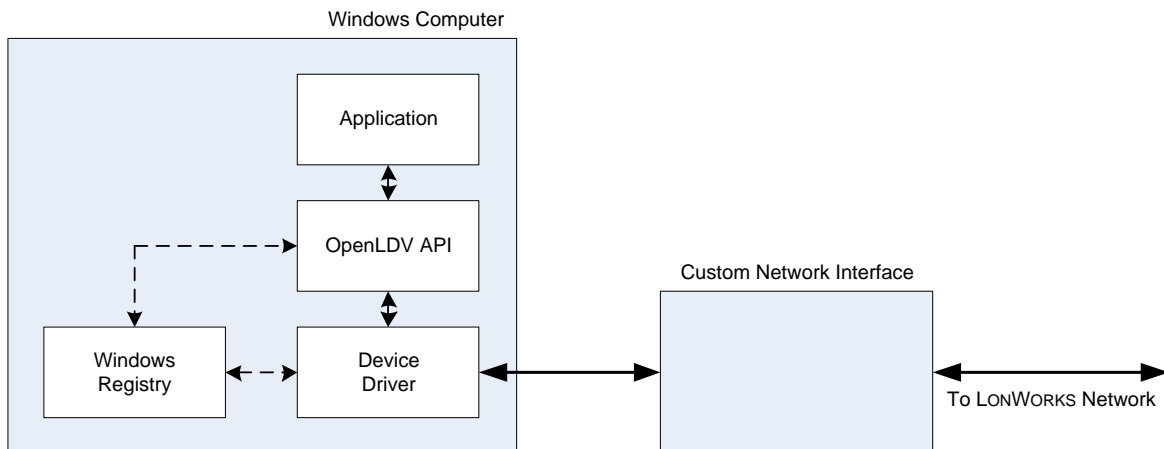 Windows Computer
Application
OpenLDV API
Custom Network Interface
Windows
Registry
Device
Driver
To LONWORKS Network